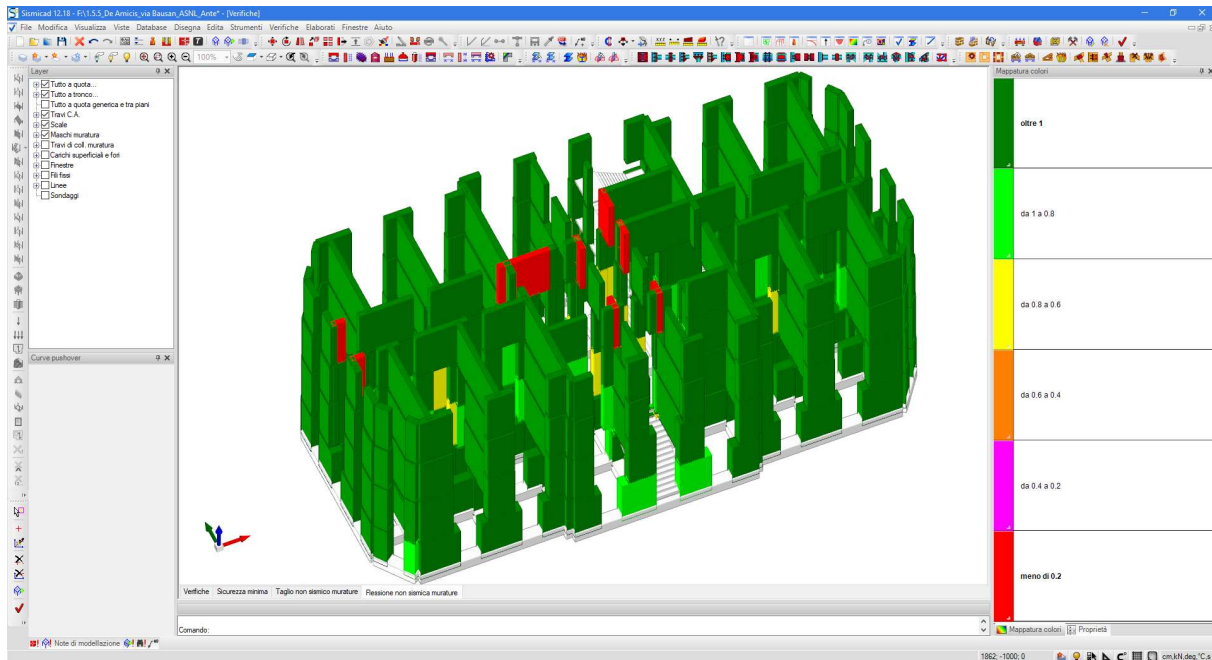 Sismicad 12.18 - F:\1.5.5_De Amicis_via Bausan_ASNL_Ante* - [Verifiche]
File Modifica Visualizza Viste Database Disegna Edita Strumenti Verifiche Elaborati Finestre Aiuto
100%
Layer
Tutto a quota...
Tutto a tronco...
Tutto a quota generica e tra piani
Travi C.A.
Scale
Maschi muratura
Travi di coll. muratura
Carichi superficiali e fori
Finestre
Fili fissi
Linee
Sondaggi
Curve pushover
Mappatura colori
oltre 1
da 1 a 0.8
da 0.8 a 0.6
da 0.6 a 0.4
da 0.4 a 0.2
meno di 0.2
Verifiche Sicurezza minima Taglio non sismico murature Flessione non sismica murature
Comando:
Mappatura colori Proprietà
Note di modellazione
1862; -1000; 0
cm,kN,deg,°C,s